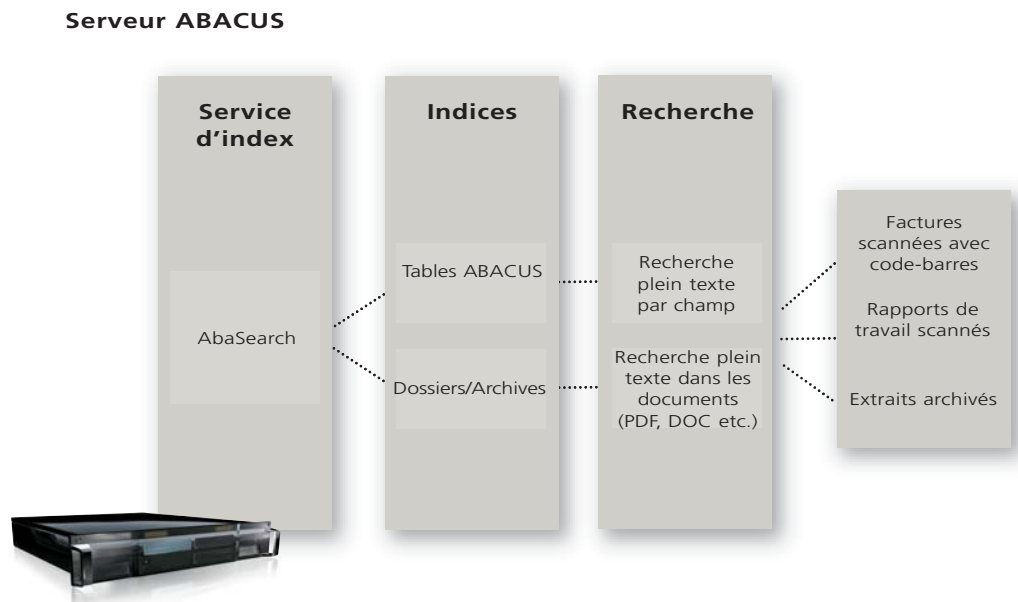 Serveur ABACUS
Service
d'index
AbaSearch
Indices
Tables ABACUS
Dossiers/Archives
Recherche
Recherche
plein texte
par champ
Recherche plein
texte dans les
documents
(PDF, DOC etc.)
Factures
scannées avec
code-barres
Rapports de
travail scannés
Extraits archivés